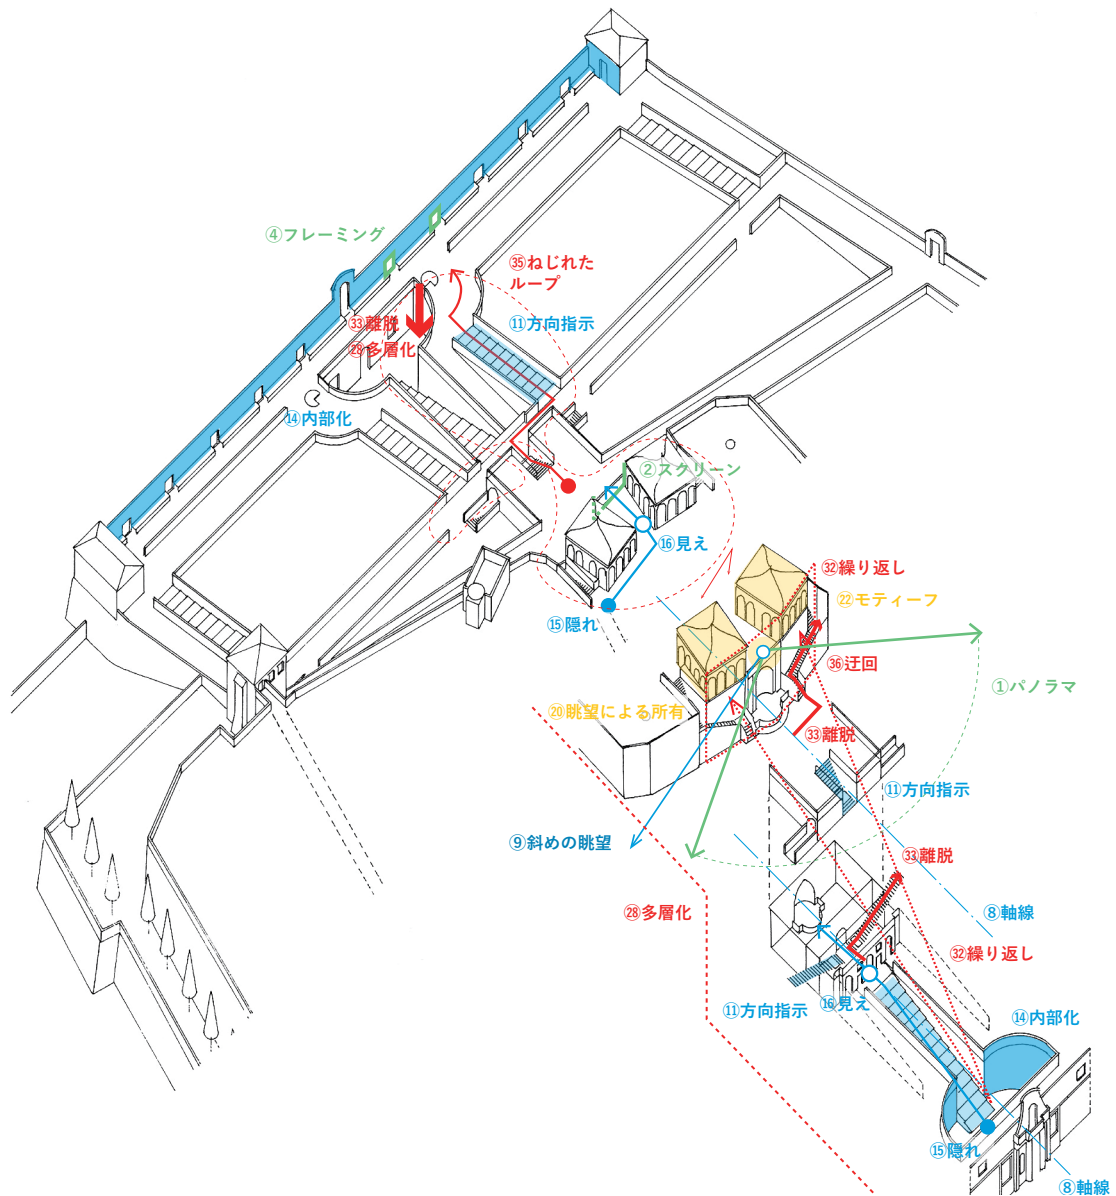 ④フレーミング
㉟ねじれた
ループ
⑪方向指示
㉝離脱
㉘多層化
⑭内部化
②スクリーン
⑯見え
⑮隠れ
㉜繰り返し
㉒モティーフ
㊱迂回
①パノラマ
⑳眺望による所有
㉝離脱
⑪方向指示
⑨斜めの眺望
㉝離脱
㉘多層化
⑧軸線
㉜繰り返し
⑪方向指示
⑯見え
⑭内部化
⑮隠れ
⑧軸線